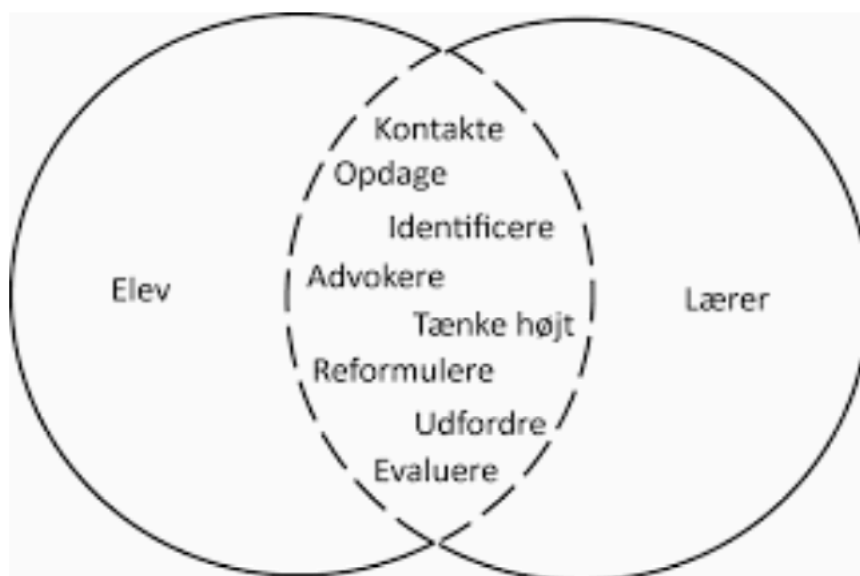 Kontakte
Opdage
Identificere
Advokere
Elev
Lærer
Tænke højt
Reformulere
Udfordre
Evaluere